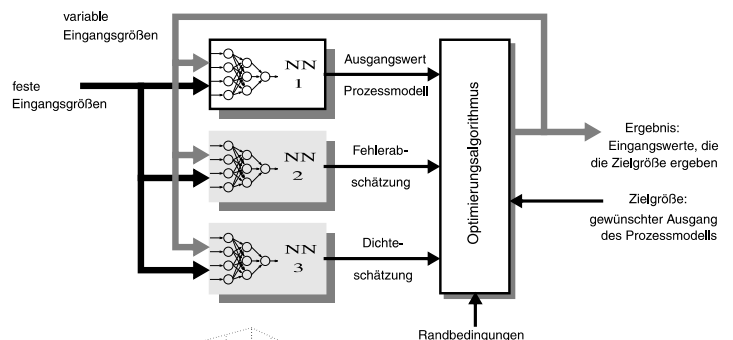 variable
Eingangsgrößen
feste
Eingangsgrößen
NN
1
Ausgangswert
Prozessmodell
NN
2
Fehlerab-
schätzung
NN
3
Dichte-
schätzung
Optimierungsalgorithmus
Ergebnis:
Eingangswerte, die
die Zielgröße ergeben
Zielgröße:
gewünschter Ausgang
des Prozessmodells
Randbedingungen